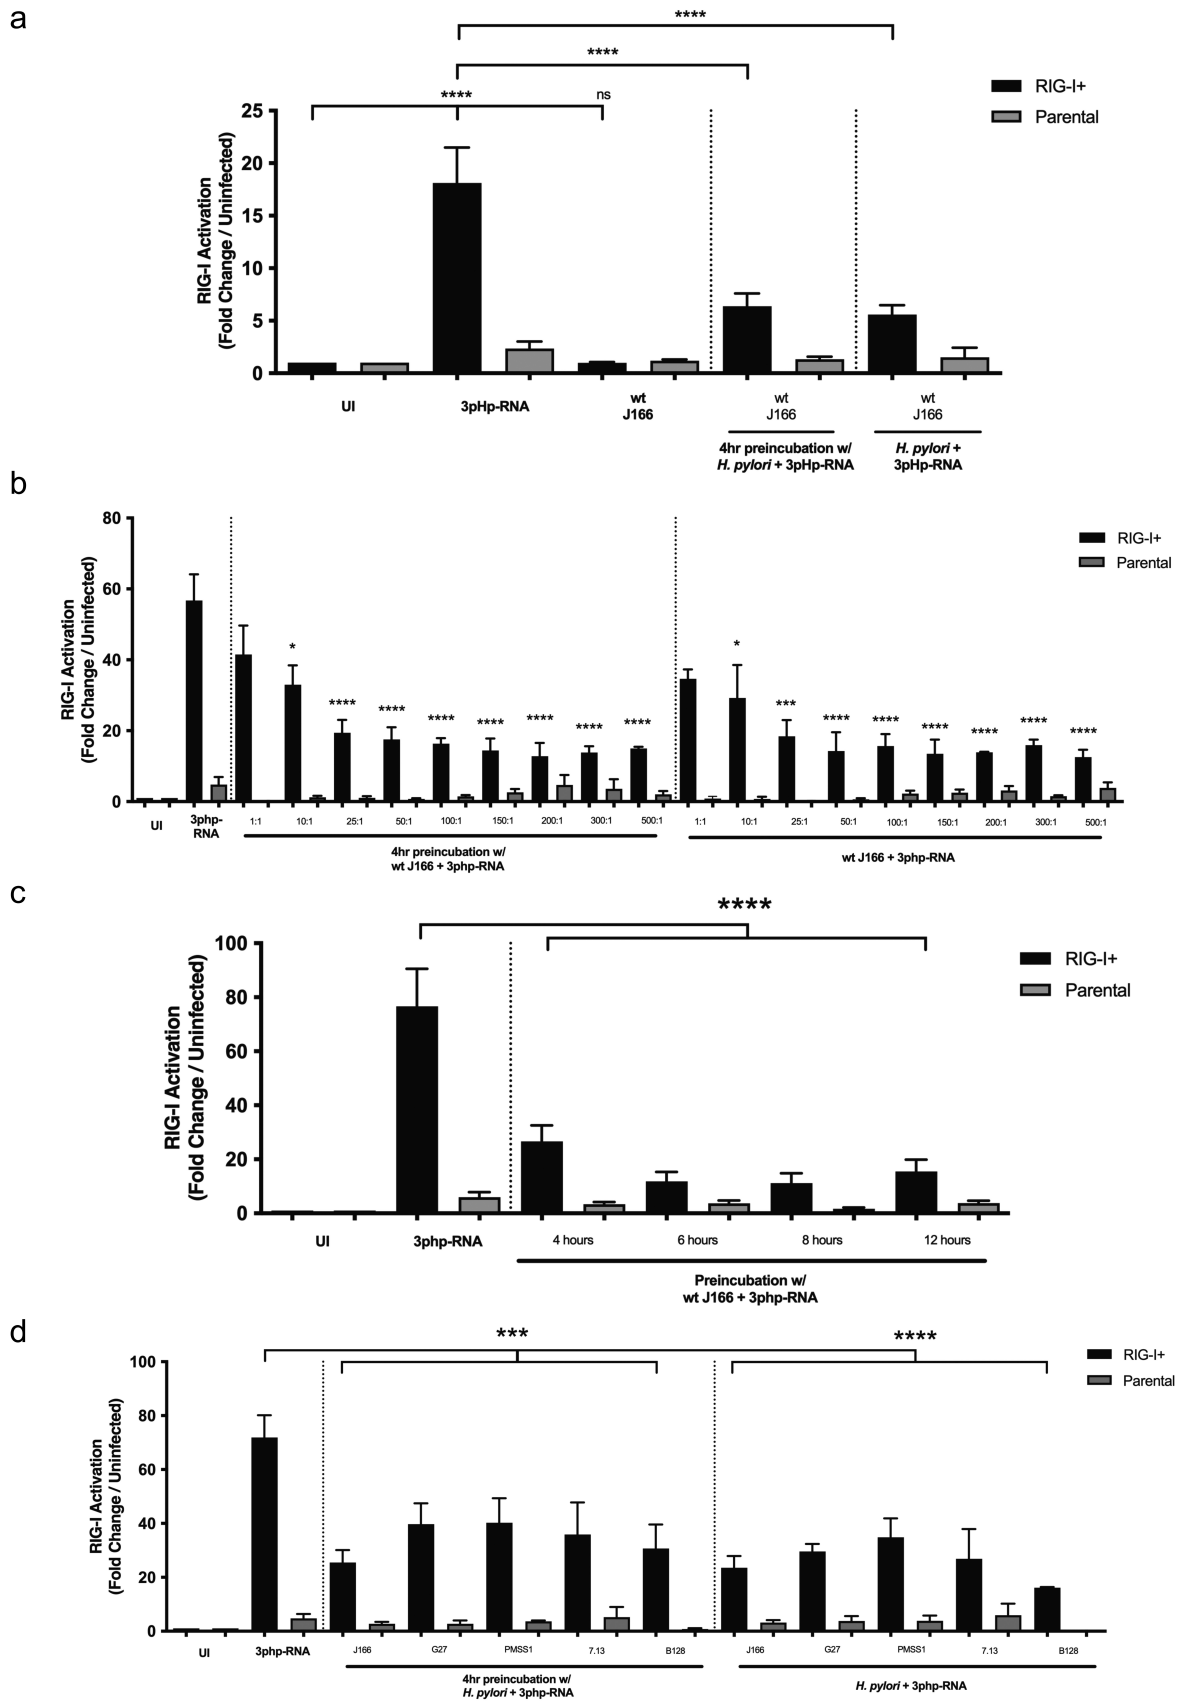 a
****
****
**** ns
RIG-I+
Parental
RIG-I Activation
(Fold Change / Uninfected)
25
20
15
10
5
0
UI 3pHp-RNA wt wt wt
J166 J166 J166
4hr preincubation w/ H. pylori +
H. pylori + 3pHp-RNA 3pHp-RNA
b
RIG-I+
Parental
RIG-I Activation
(Fold Change / Uninfected)
80
60
40
20
0
* **** **** **** **** **** **** ****
* *** **** **** **** **** **** ****
UI 3php- 1:1 10:1 25:1 50:1 100:1 150:1 200:1 300:1 500:1 1:1 10:1 25:1 50:1 100:1 150:1 200:1 300:1 500:1
RNA
4hr preincubation w/
wt J166 + 3php-RNA
wt J166 + 3php-RNA
c
****
RIG-I+
Parental
RIG-I Activation
(Fold Change / Uninfected)
100
80
60
40
20
0
UI 3php-RNA 4 hours 6 hours 8 hours 12 hours
Preincubation w/
wt J166 + 3php-RNA
d
*** ****
RIG-I+
Parental
RIG-I Activation
(Fold Change / Uninfected)
100
80
60
40
20
0
UI 3php-RNA J166 G27 PMSS1 7.13 B128 J166 G27 PMSS1 7.13 B128
4hr preincubation w/
H. pylori + 3php-RNA
H. pylori + 3php-RNA